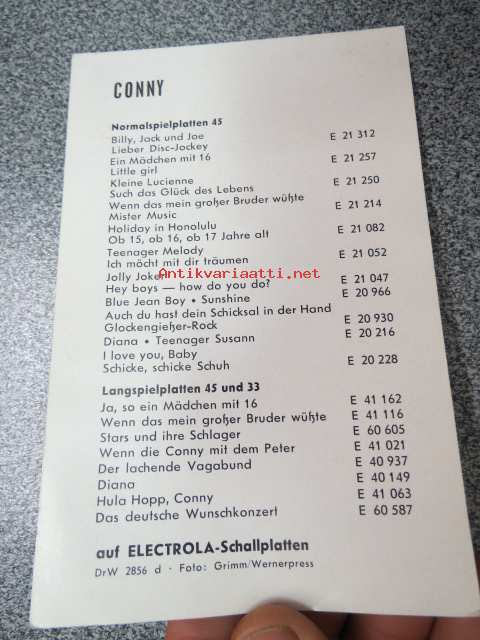 CONNY
Normalspielplatten 45
Billy, Jack und Joe E 21 312
Lieber Disc-Jockey
Ein Mädchen mit 16 E 21 257
Little girl
Kleine Lucienne E 21 250
Such das Glück des Lebens
Wenn das mein großer Bruder wüßte E 21 214
Mister Music
Holiday in Honolulu E 21 082
Ob 15, ob 16, ob 17 Jahre alt
Teenager Melody E 21 052
Ich möcht mit dir träumen
Jolly Joker E 21 047
Antikvariaatti.net
Hey boys — how do you do?
Blue Jean Boy • Sunshine E 20 966
Auch du hast dein Schicksal in der Hand E 20 930
Glockengießer-Rock
Diana • Teenager Susann E 20 216
I love you, Baby E 20 228
Schicke, schicke Schuh
Langspielplatten 45 und 33
Ja, so ein Mädchen mit 16 E 41 162
Wenn das mein großer Bruder wüßte E 41 116
Stars und ihre Schlager E 60 605
Wenn die Conny mit dem Peter E 41 021
Der lachende Vagabund E 40 937
Diana E 40 149
Hula Hopp, Conny E 41 063
Das deutsche Wunschkonzert E 60 587
auf ELECTROLA-Schallplatten
DrW 2856 d · Foto: Grimm/Wernerpress